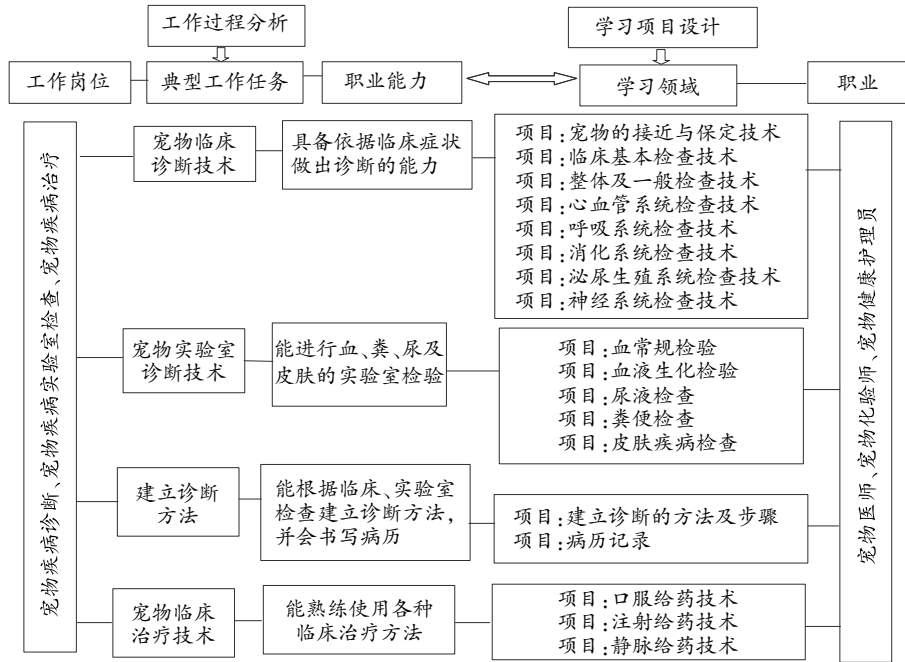 工作过程分析
学习项目设计
工作岗位
典型工作任务
职业能力
学习领域
职业
宠物疾病诊断、宠物疾病实验室检查、宠物疾病治疗
宠物临床
诊断技术
具备依据临床症状
做出诊断的能力
项目:宠物的接近与保定技术
项目:临床基本检查技术
项目:整体及一般检查技术
项目:心血管系统检查技术
项目:呼吸系统检查技术
项目:消化系统检查技术
项目:泌尿生殖系统检查技术
项目:神经系统检查技术
宠物实验室
诊断技术
能进行血、粪、尿及
皮肤的实验室检验
项目:血常规检验
项目:血液生化检验
项目:尿液检查
项目:粪便检查
项目:皮肤疾病检查
建立诊断
方法
能根据临床、实验室
检查建立诊断方法,
并会书写病历
项目:建立诊断的方法及步骤
项目:病历记录
宠物临床
治疗技术
能熟练使用各种
临床治疗方法
项目:口服给药技术
项目:注射给药技术
项目:静脉给药技术
宠物医师、宠物化验师、宠物健康护理员